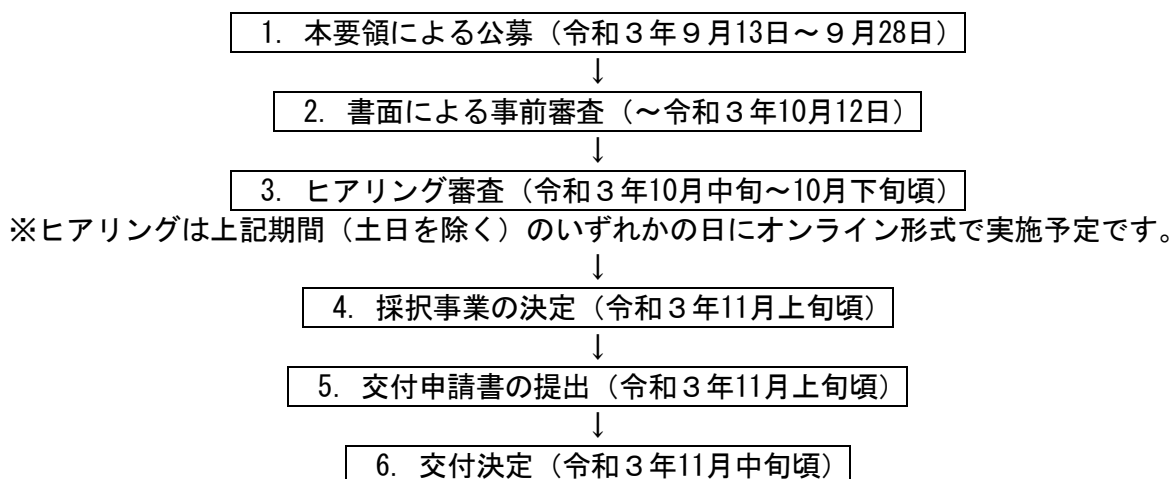 1. 本要領による公募（令和３年９月13日～９月28日）
↓
2. 書面による事前審査（～令和３年10月12日）
↓
3. ヒアリング審査（令和３年10月中旬～10月下旬頃）
※ヒアリングは上記期間（土日を除く）のいずれかの日にオンライン形式で実施予定です。
↓
4. 採択事業の決定（令和３年11月上旬頃）
↓
5. 交付申請書の提出（令和３年11月上旬頃）
↓
6. 交付決定（令和３年11月中旬頃）